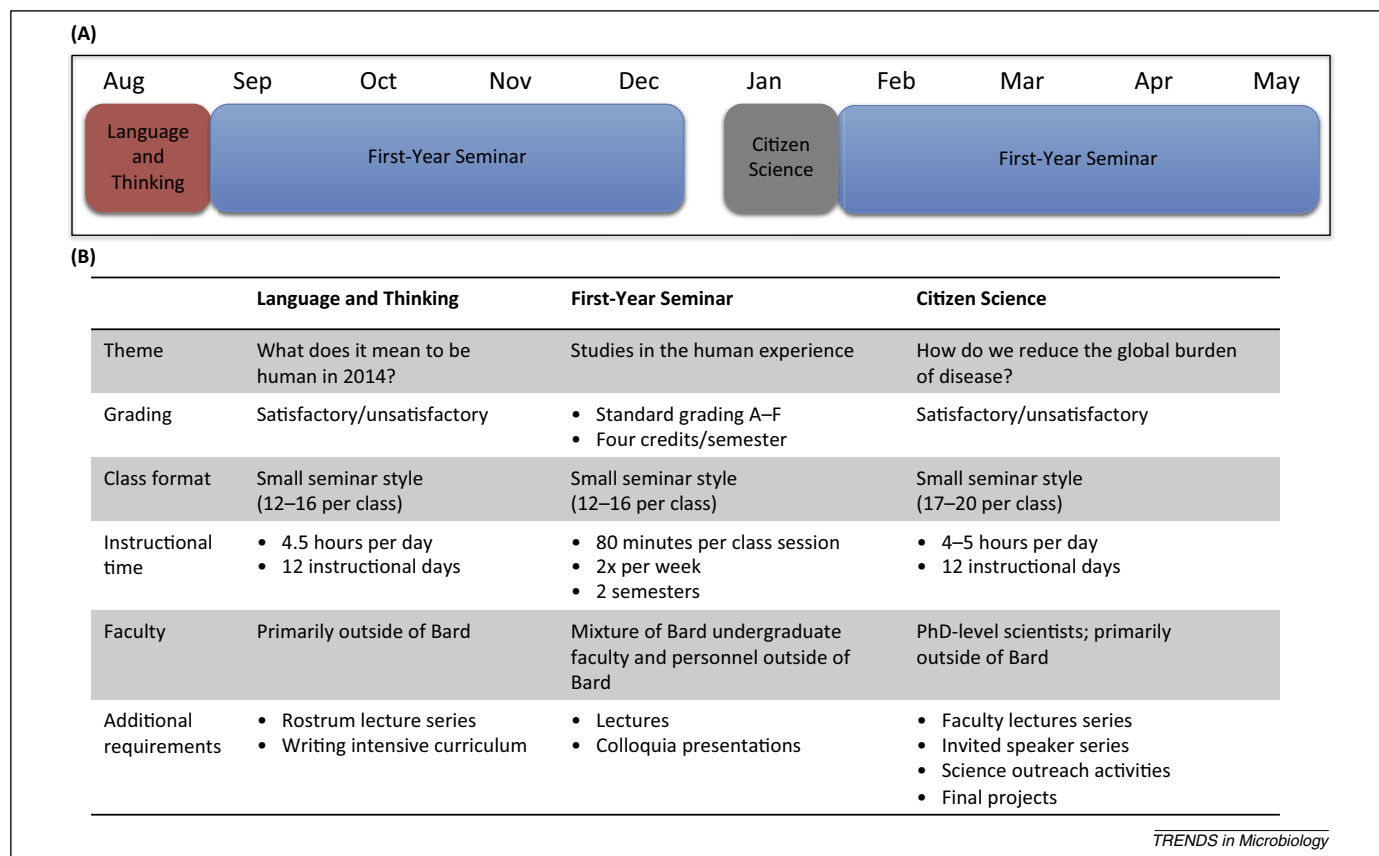 (A)
Aug Sep Oct Nov Dec Jan Feb Mar Apr May
Language
and
Thinking
First-Year Seminar
Citizen
Science
First-Year Seminar
(B)
Language and Thinking First-Year Seminar Citizen Science
Theme What does it mean to be Studies in the human experience How do we reduce the global burden
human in 2014? of disease?
Grading Satisfactory/unsatisfactory • Standard grading A–F Satisfactory/unsatisfactory
• Four credits/semester
Class format Small seminar style Small seminar style Small seminar style
(12–16 per class) (12–16 per class) (17–20 per class)
Instructional • 4.5 hours per day • 80 minutes per class session • 4–5 hours per day
time • 12 instructional days • 2x per week • 12 instructional days
• 2 semesters
Faculty Primarily outside of Bard Mixture of Bard undergraduate PhD-level scientists; primarily
faculty and personnel outside of outside of Bard
Bard
Additional • Rostrum lecture series • Lectures • Faculty lectures series
requirements • Writing intensive curriculum • Colloquia presentations • Invited speaker series
• Science outreach activities
• Final projects
TRENDS in Microbiology